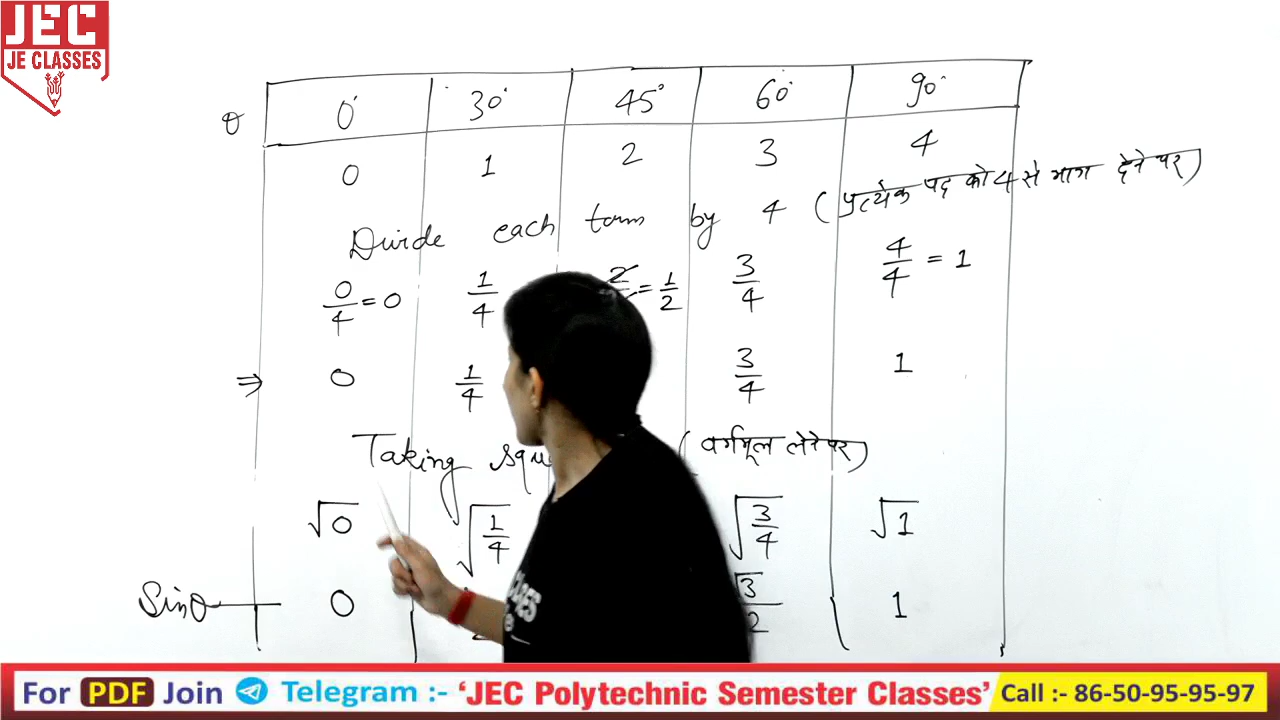 JEC
JE CLASSES
θ 0° 30° 45° 60° 90°
0 1 2 3 4
Divide each term by 4 (प्रत्येक पद को 4 से भाग देने पर)
0/4 = 0 1/4 = 1/2 3/4 4/4 = 1
⇒ 0 1/4 3/4 1
Taking (वर्गमूल लेने पर)
√0 √1/4 √3/4 √1
Sinθ 0 √3/2 1
For PDF Join Telegram :- ‘JEC Polytechnic Semester Classes’ Call :- 86-50-95-95-97